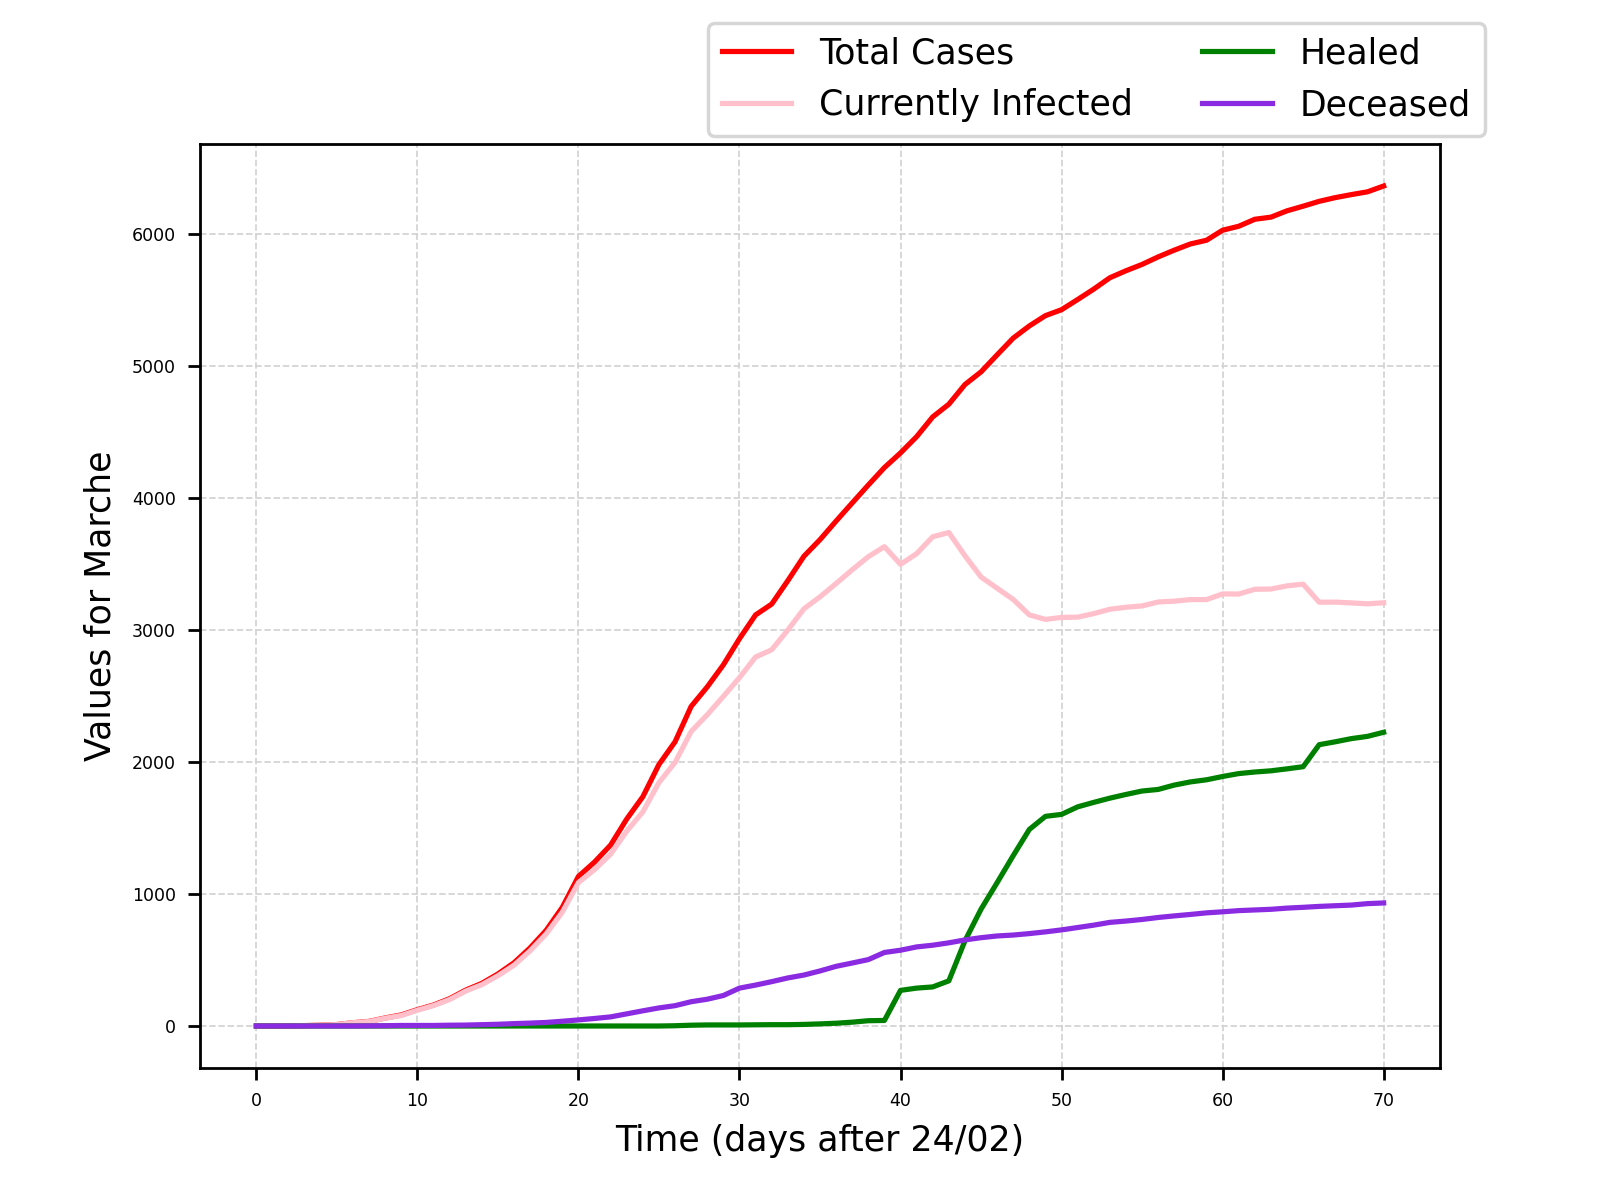 Total Cases
Currently Infected
Healed
Deceased
Values for Marche
6000
5000
4000
3000
2000
1000
0
0 10 20 30 40 50 60 70
Time (days after 24/02)